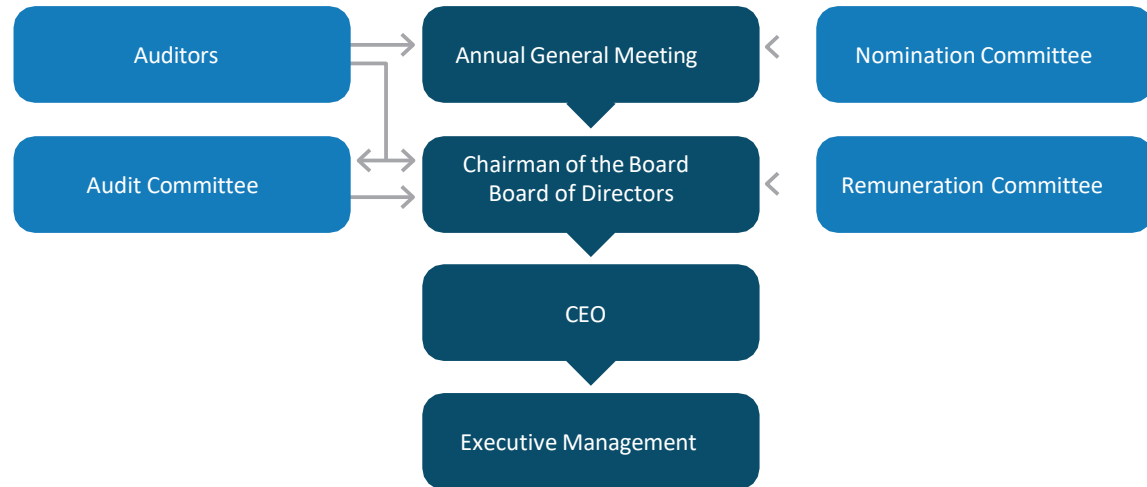 Auditors
Annual General Meeting
Nomination Committee
Audit Committee
Chairman of the Board
Board of Directors
Remuneration Committee
CEO
Executive Management